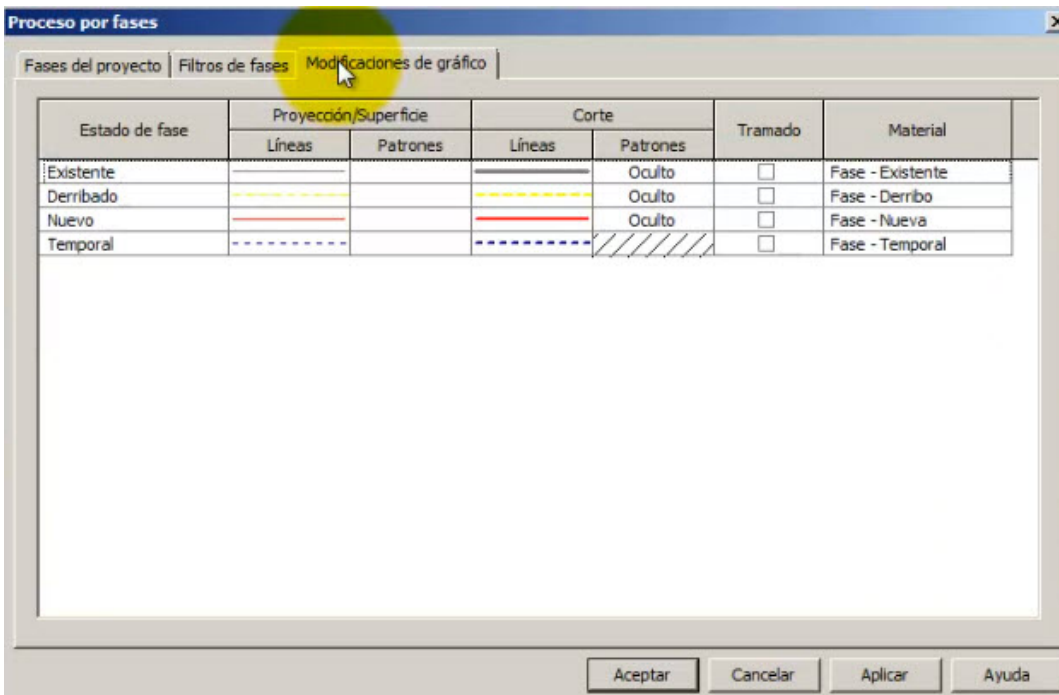 Proceso por fases
Fases del proyecto Filtros de fases Modificaciones de gráfico
Estado de fase Proyección/Superficie Corte Tramado Material
Líneas Patrones Líneas Patrones
Existente Oculto Fase - Existente
Derribado Oculto Fase - Derribo
Nuevo Oculto Fase - Nueva
Temporal Fase - Temporal
Aceptar Cancelar Aplicar Ayuda